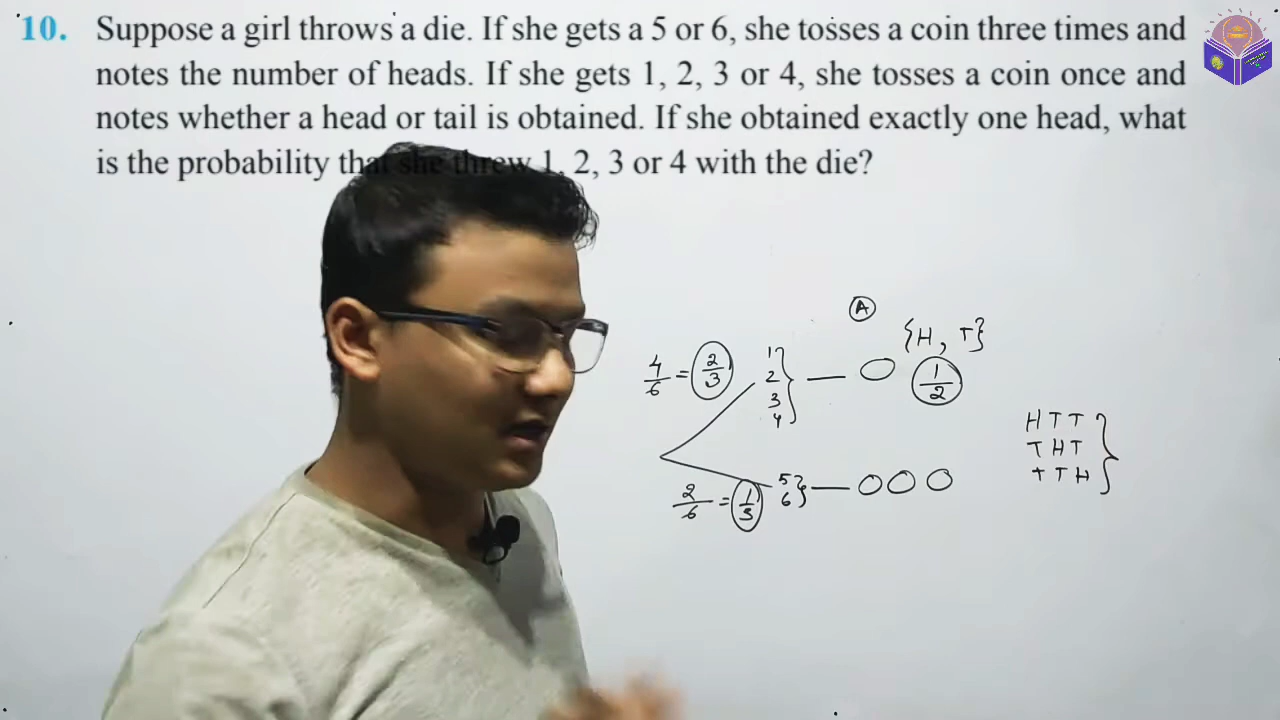 10. Suppose a girl throws a die. If she gets a 5 or 6, she tosses a coin three times and
notes the number of heads. If she gets 1, 2, 3 or 4, she tosses a coin once and
notes whether a head or tail is obtained. If she obtained exactly one head, what
is the probability that she threw 1, 2, 3 or 4 with the die?
A
{H, T}
4/6 = 2/3
1
2
3
4
1/2
H T T
T H T
T T H
2/6 = 1/3
5
6